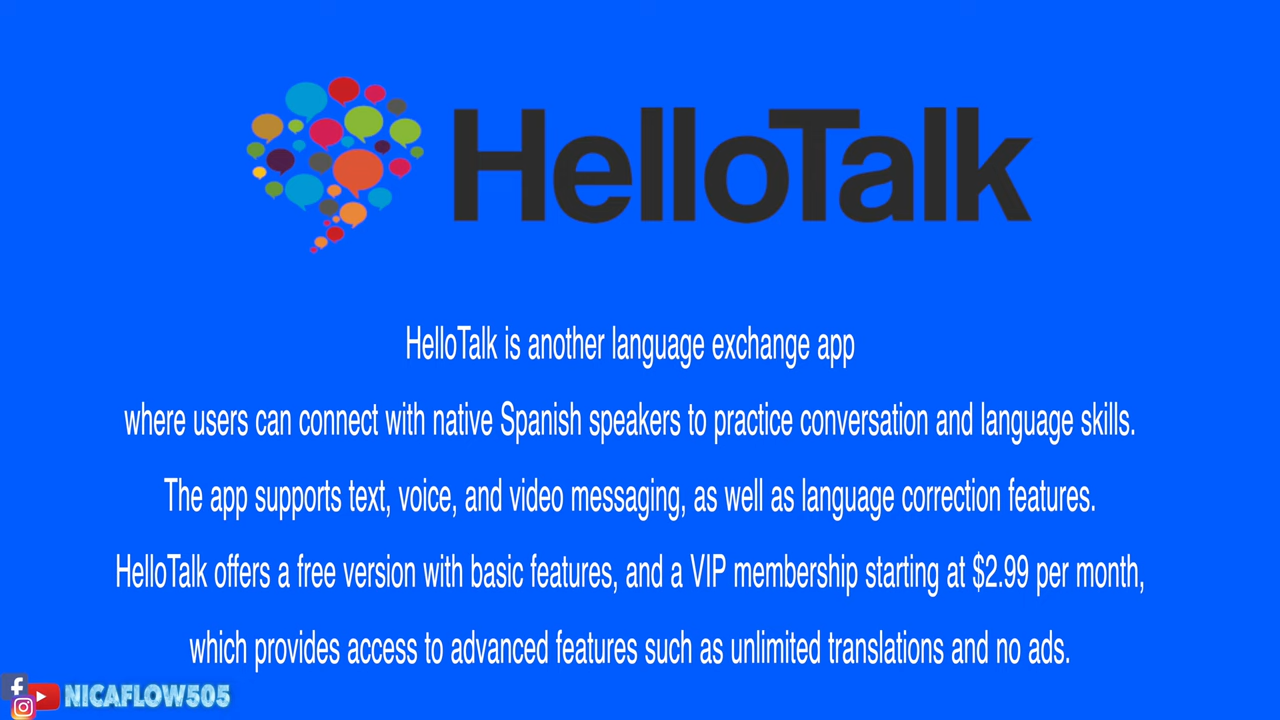 HelloTalk
HelloTalk is another language exchange app
where users can connect with native Spanish speakers to practice conversation and language skills.
The app supports text, voice, and video messaging, as well as language correction features.
HelloTalk offers a free version with basic features, and a VIP membership starting at $2.99 per month,
which provides access to advanced features such as unlimited translations and no ads.
NICAFLOW505